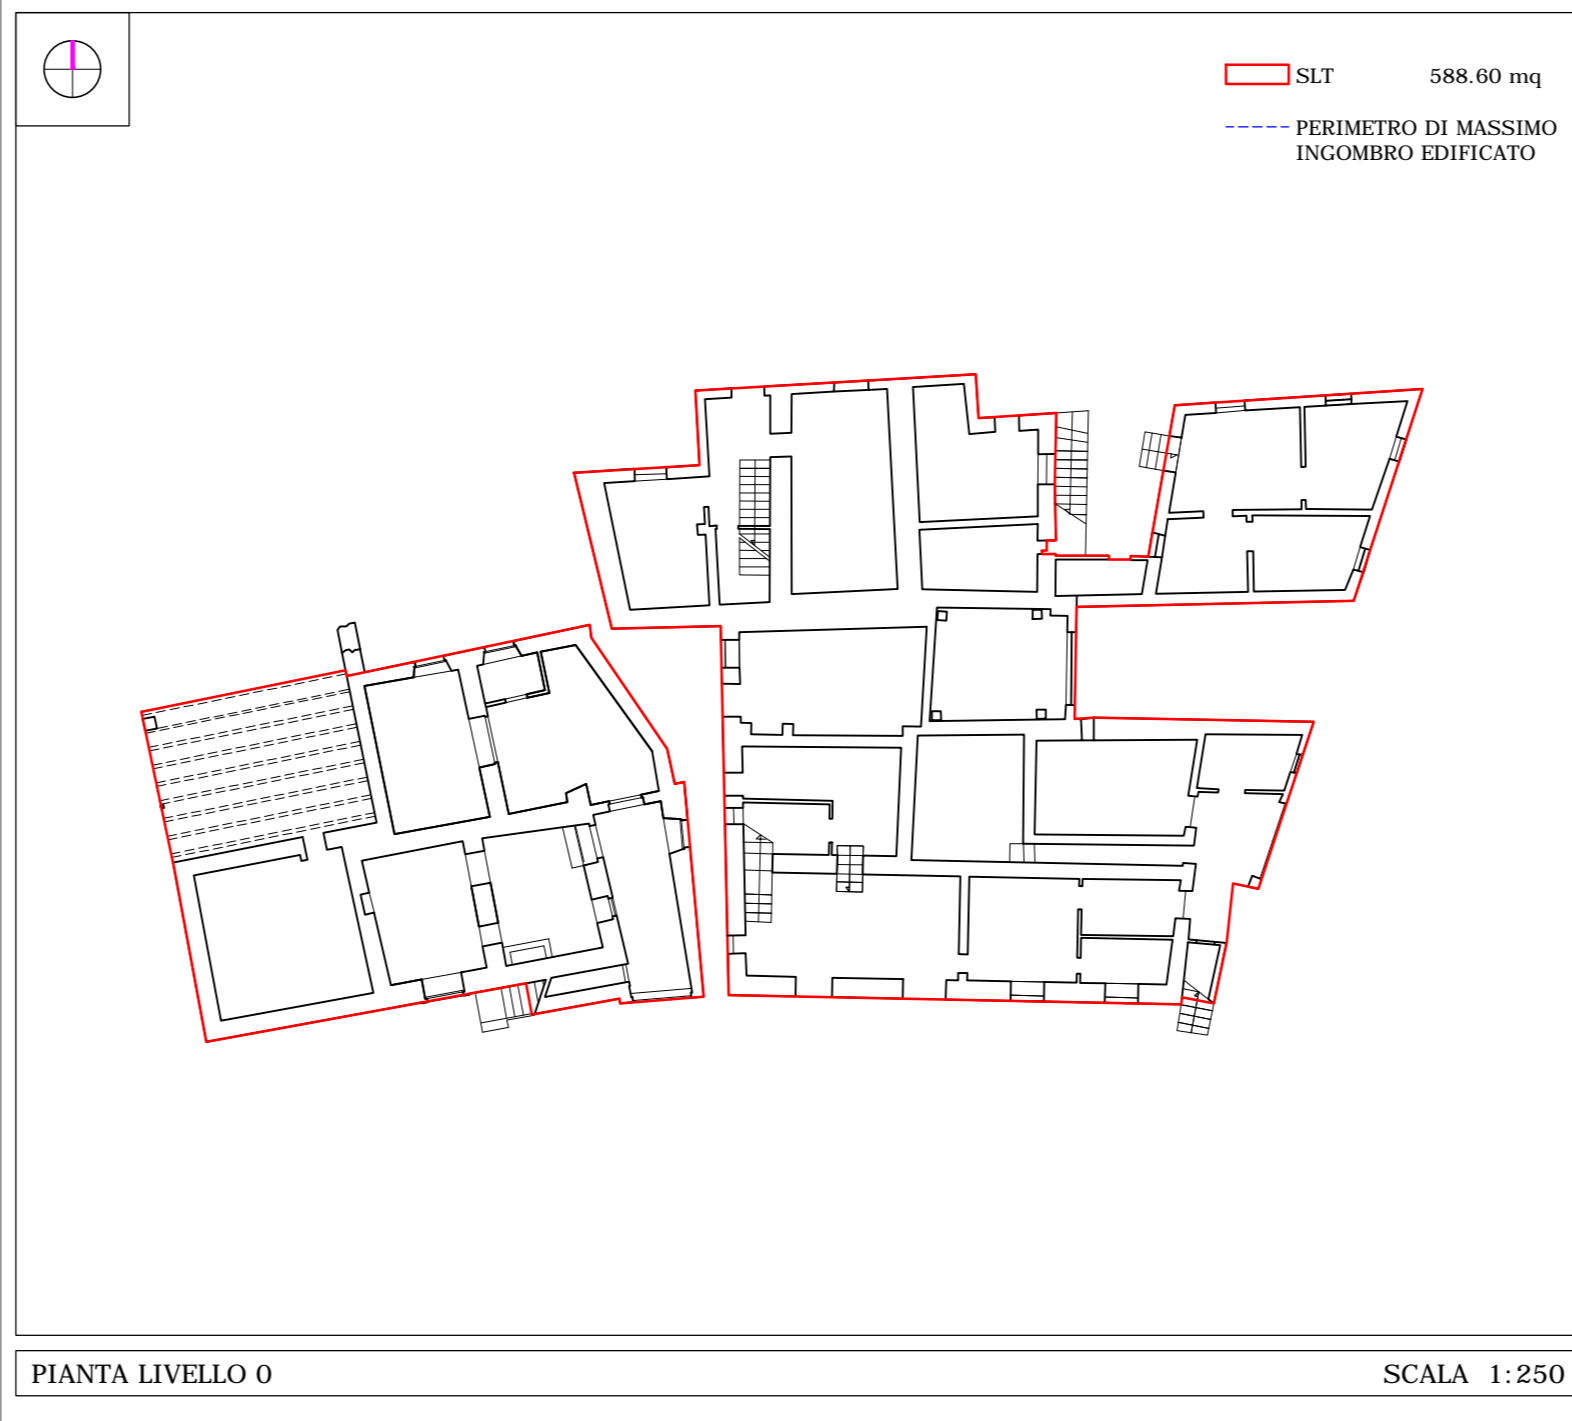 SLT 588.60 mq
PERIMETRO DI MASSIMO
INGOMBRO EDIFICATO
PIANTA LIVELLO 0 SCALA 1:250